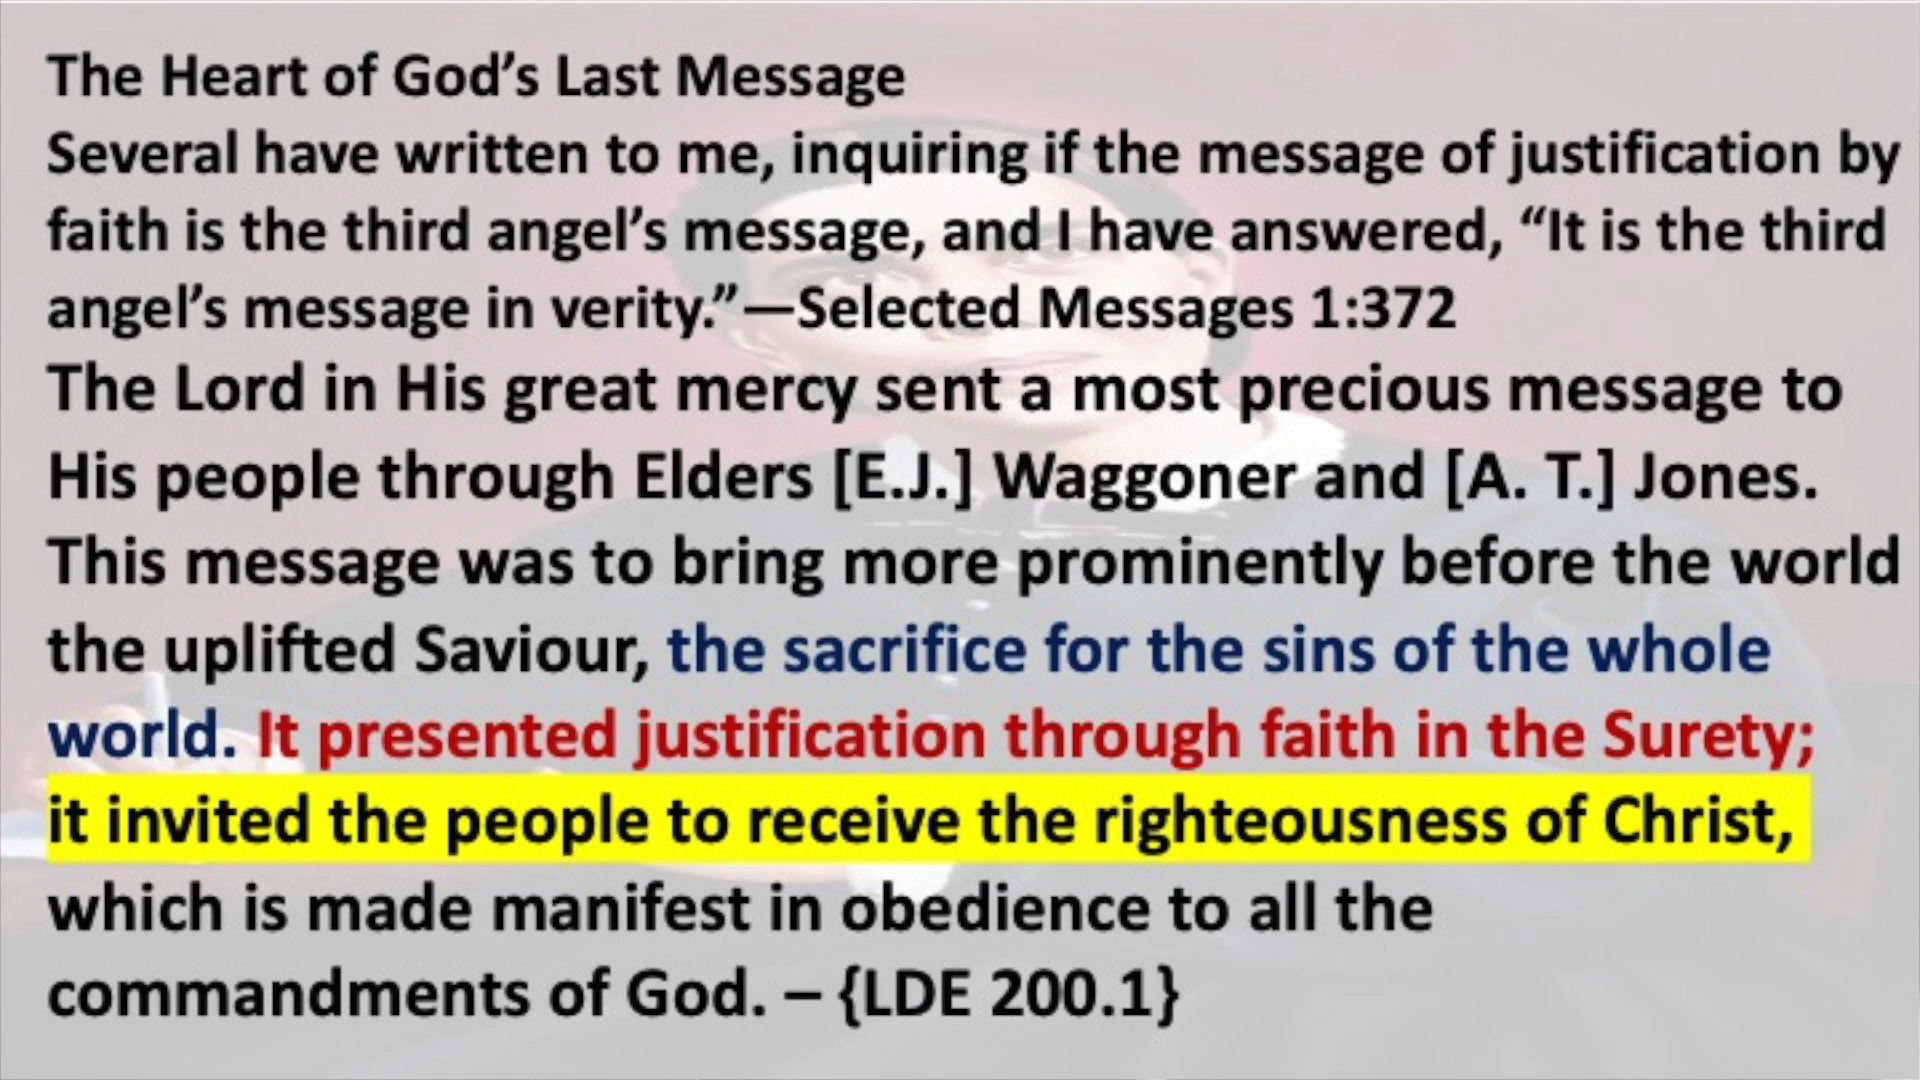 The Heart of God’s Last Message
Several have written to me, inquiring if the message of justification by
faith is the third angel’s message, and I have answered, “It is the third
angel’s message in verity.”—Selected Messages 1:372
The Lord in His great mercy sent a most precious message to
His people through Elders [E.J.] Waggoner and [A. T.] Jones.
This message was to bring more prominently before the world
the uplifted Saviour, the sacrifice for the sins of the whole
world. It presented justification through faith in the Surety;
it invited the people to receive the righteousness of Christ,
which is made manifest in obedience to all the
commandments of God. – {LDE 200.1}